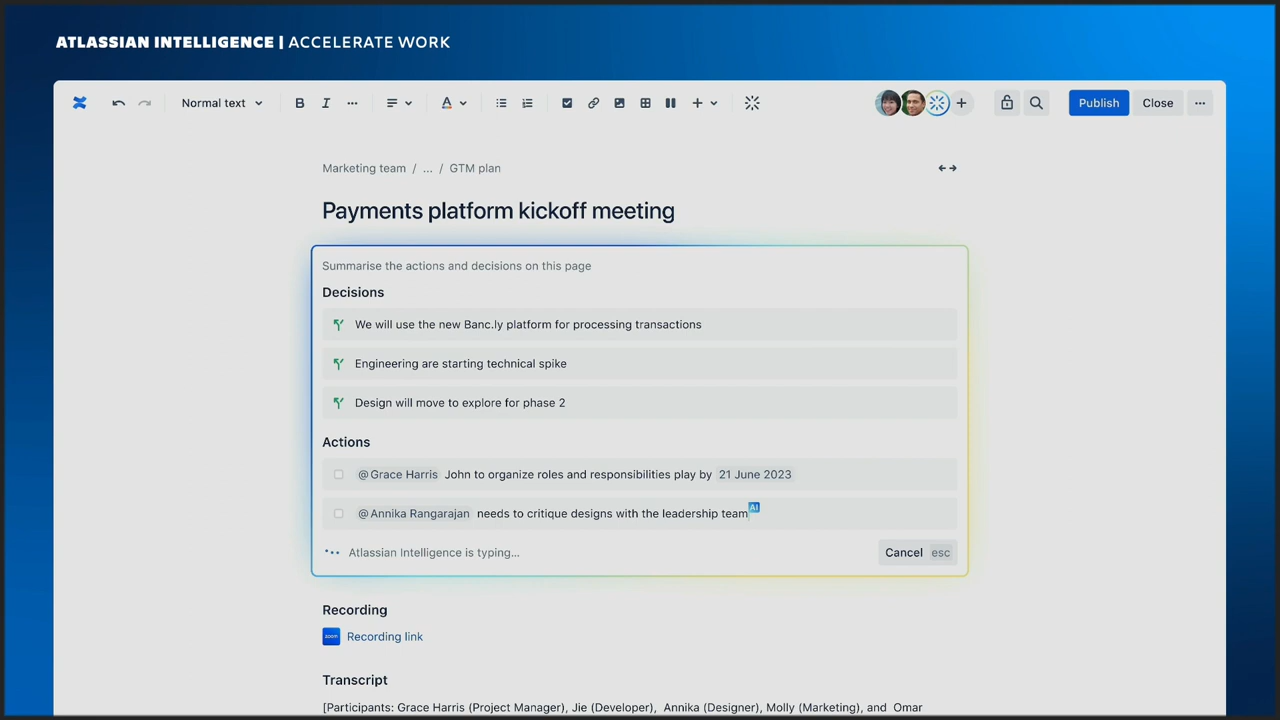 ATLASSIAN INTELLIGENCE | ACCELERATE WORK
Normal text
B I
A
Publish
Close
Marketing team / ... / GTM plan
Payments platform kickoff meeting
Summarise the actions and decisions on this page
Decisions
We will use the new Banc.ly platform for processing transactions
Engineering are starting technical spike
Design will move to explore for phase 2
Actions
@Grace Harris John to organize roles and responsibilities play by 21 June 2023
@Annika Rangarajan needs to critique designs with the leadership team AI
Atlassian Intelligence is typing...
Cancel esc
Recording
zoom Recording link
Transcript
[Participants: Grace Harris (Project Manager), Jie (Developer), Annika (Designer), Molly (Marketing), and Omar